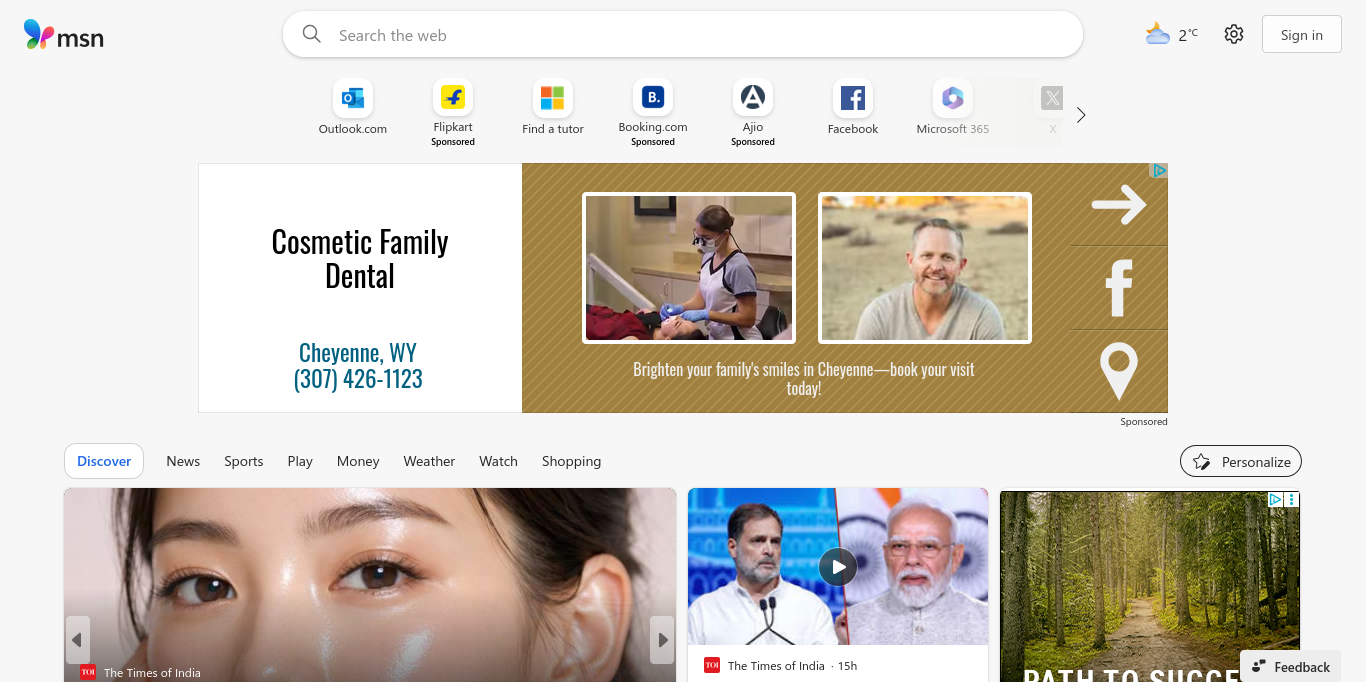 msn
Search the web
2°C
Sign in
Outlook.com
Flipkart
Sponsored
Find a tutor
B.
Booking.com
Sponsored
Ajio
Sponsored
Facebook
Microsoft 365
X
Cosmetic Family
Dental
Cheyenne, WY
(307) 426-1123
Brighten your family's smiles in Cheyenne—book your visit
today!
Sponsored
Discover
News
Sports
Play
Money
Weather
Watch
Shopping
Personalize
TOI
The Times of India
TOI
The Times of India · 15h
PATH TO SUCCE
Feedback